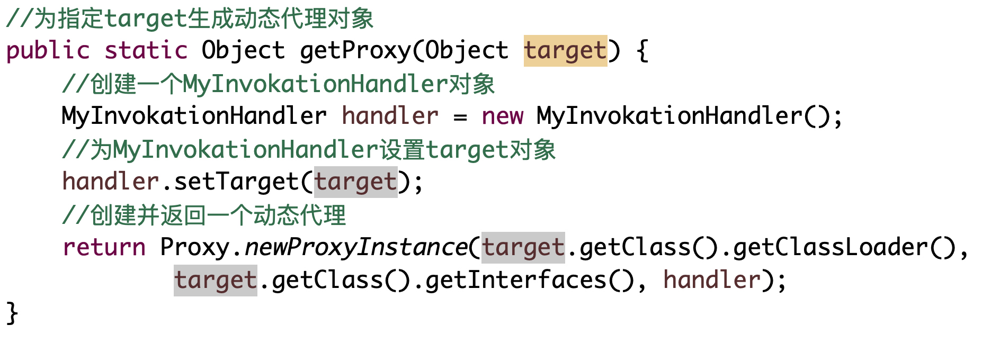 //为指定target生成动态代理对象
public static Object getProxy(Object target) {
//创建一个MyInvokationHandler对象
MyInvokationHandler handler = new MyInvokationHandler();
//为MyInvokationHandler设置target对象
handler.setTarget(target);
//创建并返回一个动态代理
return Proxy.newProxyInstance(target.getClass().getClassLoader(),
target.getClass().getInterfaces(), handler);
}